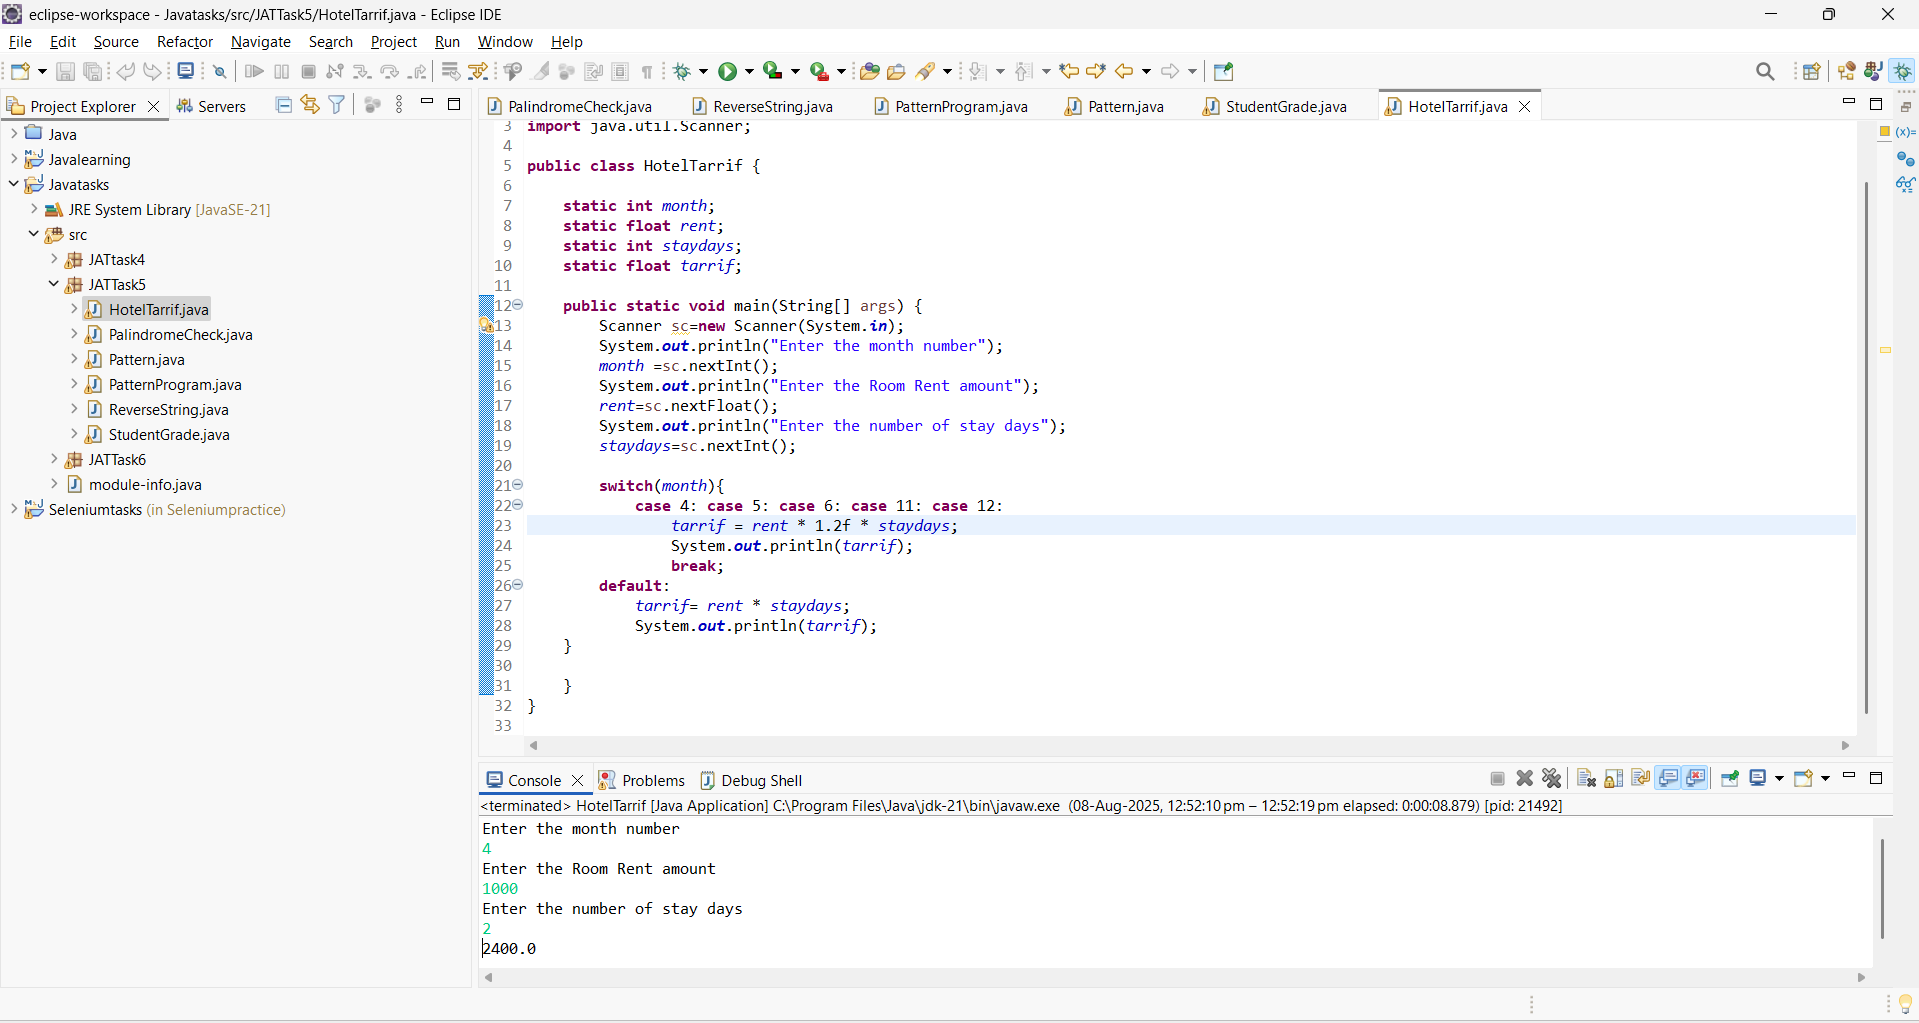 eclipse-workspace - Javatasks/src/JATTask5/HotelTarrif.java - Eclipse IDE
File Edit Source Refactor Navigate Search Project Run Window Help
Project Explorer Servers
Java
Javalearning
Javatasks
JRE System Library [JavaSE-21]
src
JATtask4
JATTask5
HotelTarrif.java
PalindromeCheck.java
Pattern.java
PatternProgram.java
ReverseString.java
StudentGrade.java
JATTask6
module-info.java
Seleniumtasks (in Seleniumpractice)
PalindromeCheck.java ReverseString.java PatternProgram.java Pattern.java StudentGrade.java HotelTarrif.java
3 import java.util.Scanner;
4
5 public class HotelTarrif {
6
7 static int month;
8 static float rent;
9 static int staydays;
10 static float tarrif;
11
12 public static void main(String[] args) {
13 Scanner sc=new Scanner(System.in);
14 System.out.println("Enter the month number");
15 month =sc.nextInt();
16 System.out.println("Enter the Room Rent amount");
17 rent=sc.nextFloat();
18 System.out.println("Enter the number of stay days");
19 staydays=sc.nextInt();
20
21 switch(month){
22 case 4: case 5: case 6: case 11: case 12:
23 tarrif = rent * 1.2f * staydays;
24 System.out.println(tarrif);
25 break;
26 default:
27 tarrif= rent * staydays;
28 System.out.println(tarrif);
29 }
30
31 }
32 }
33
Console Problems Debug Shell
<terminated> HotelTarrif [Java Application] C:\Program Files\Java\jdk-21\bin\javaw.exe (08-Aug-2025, 12:52:10 pm – 12:52:19 pm elapsed: 0:00:08.879) [pid: 21492]
Enter the month number
4
Enter the Room Rent amount
1000
Enter the number of stay days
2
2400.0